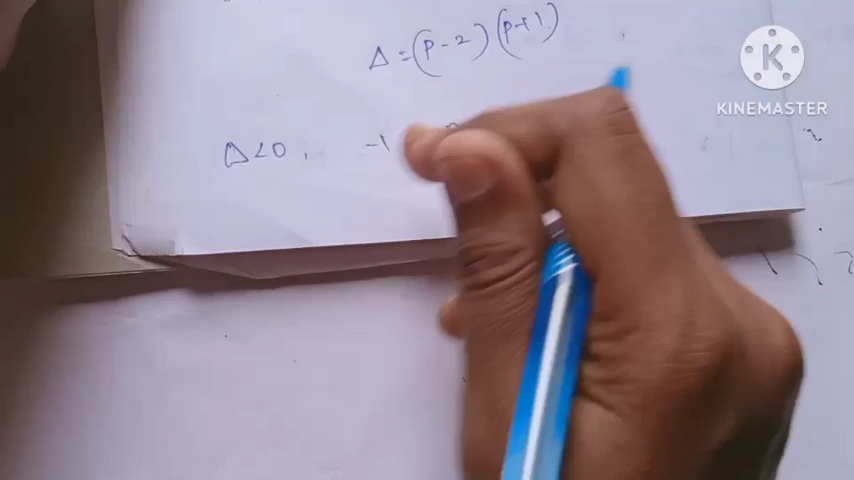 Δ = (p-2)(p+1)
KINEMASTER
Δ<0, -1